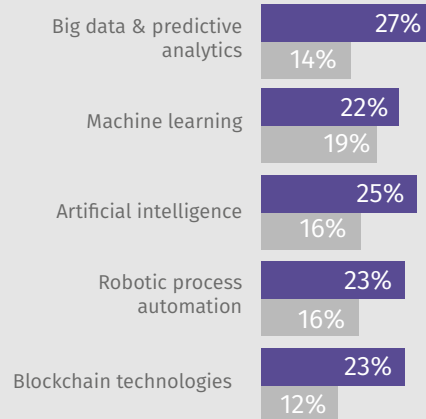 Big data & predictive
analytics
27%
14%
Machine learning
22%
19%
Artificial intelligence
25%
16%
Robotic process
automation
23%
16%
Blockchain technologies
23%
12%